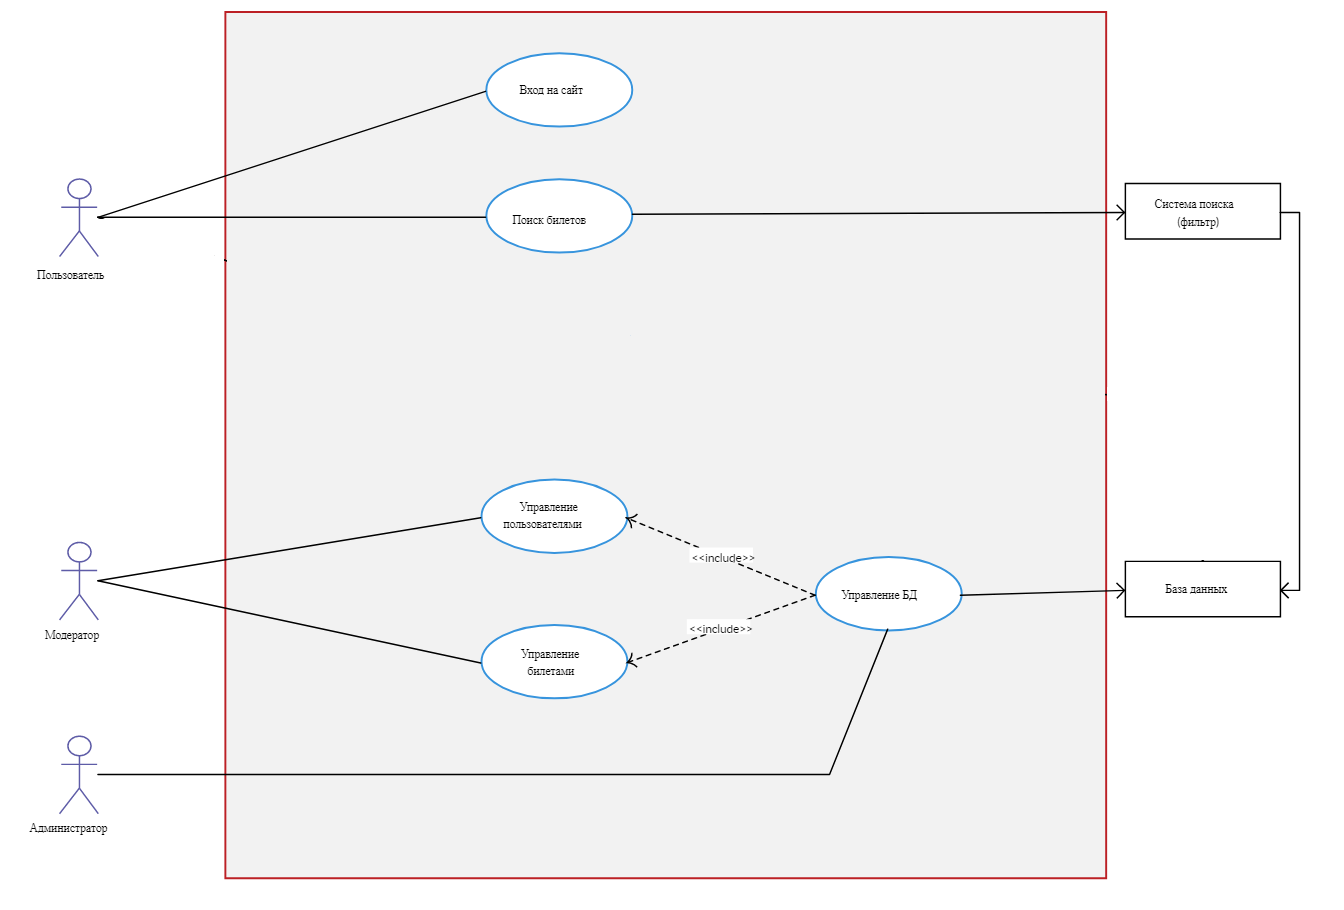 Вход на сайт
Поиск билетов
Система поиска
(фильтр)
Пользователь
Управление
пользователями
<<include>>
Управление БД
База данных
<<include>>
Модератор
Управление
билетами
Администратор